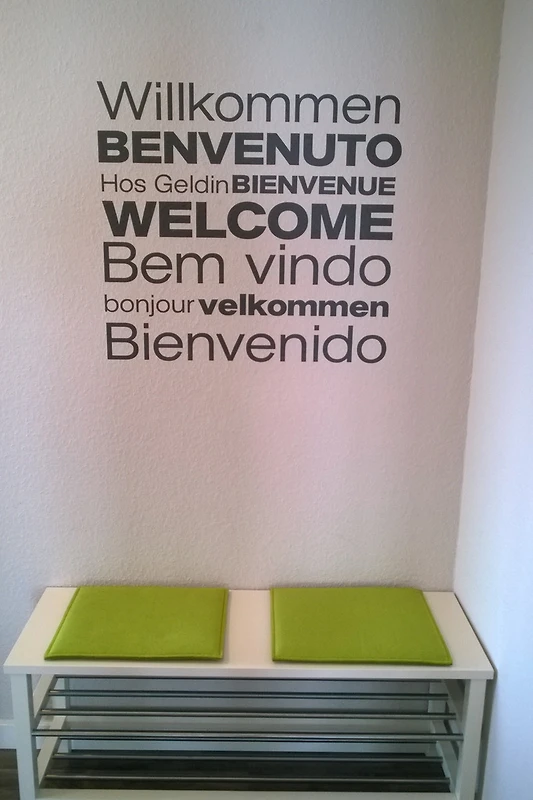 Willkommen
BENVENUTO
Hos Geldin BIENVENUE
WELCOME
Bem vindo
bonjour velkommen
Bienvenido